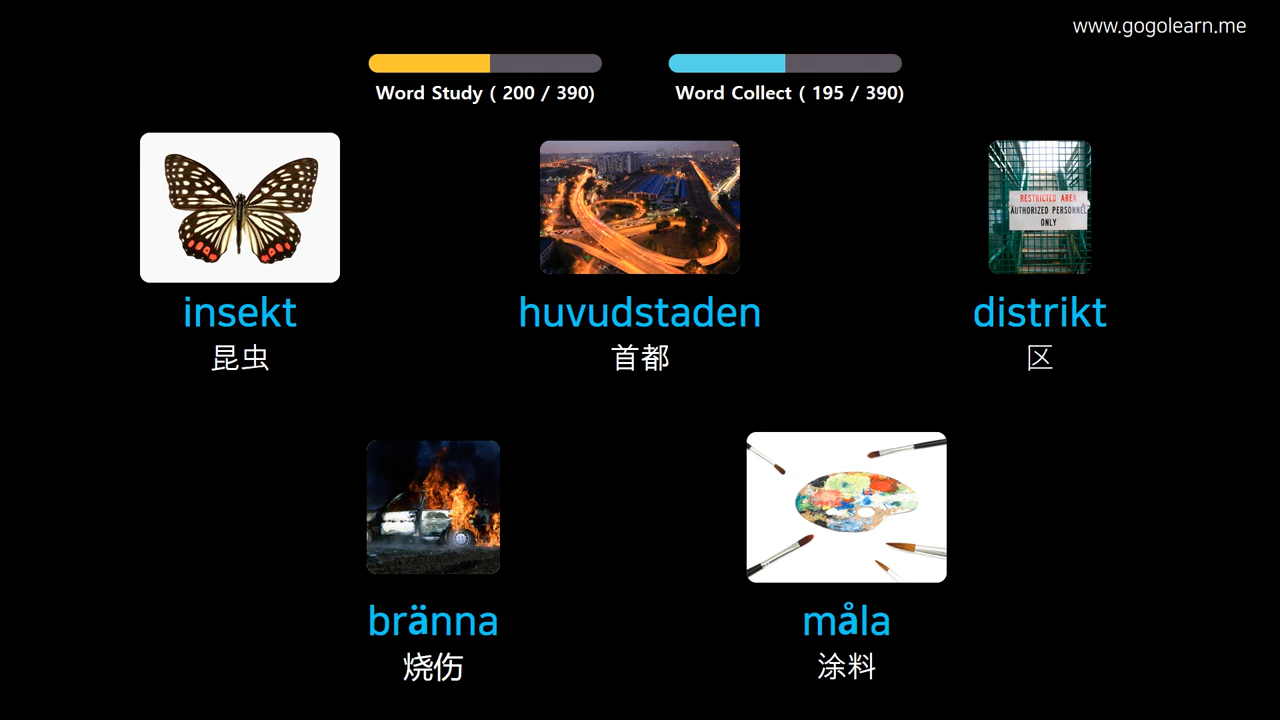 www.gogolearn.me
Word Study ( 200 / 390)
Word Collect ( 195 / 390)
RESTRICTED AREA
AUTHORIZED PERSONNEL
ONLY
insekt
昆虫
huvudstaden
首都
distrikt
区
bränna
烧伤
måla
涂料